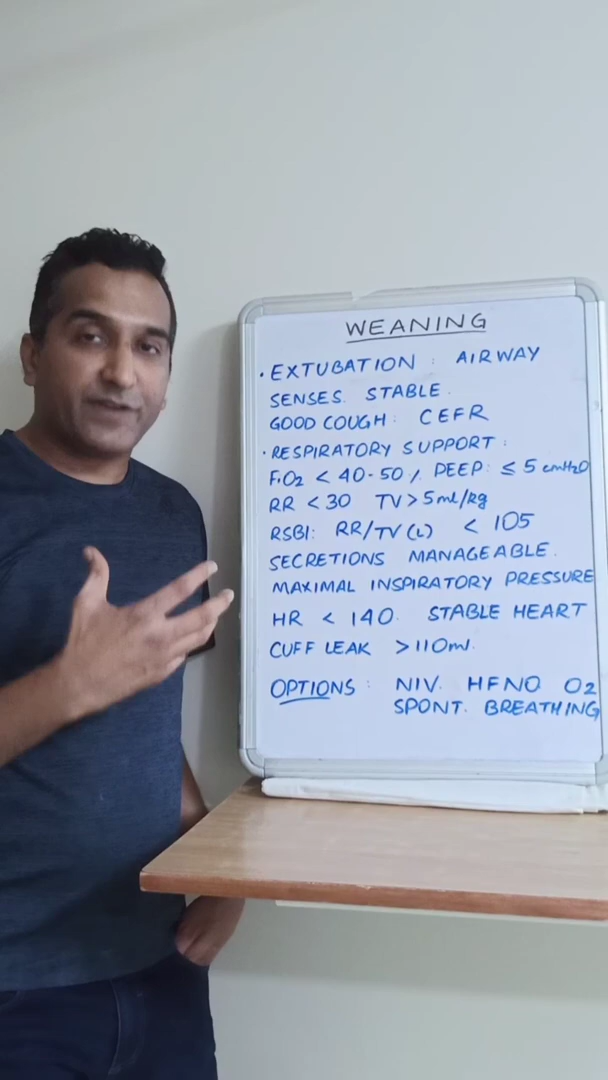 WEANING
• EXTUBATION : AIRWAY
SENSES. STABLE.
GOOD COUGH: CEFR
• RESPIRATORY SUPPORT :
FiO2 < 40-50 % PEEP: ≤ 5 cmH2O
RR < 30 TV > 5ml/kg
RSBI: RR/TV(L) < 105
SECRETIONS MANAGEABLE.
MAXIMAL INSPIRATORY PRESSURE
HR < 140. STABLE HEART
CUFF LEAK > 110ml.
OPTIONS : NIV. HFNO O2
SPONT. BREATHING